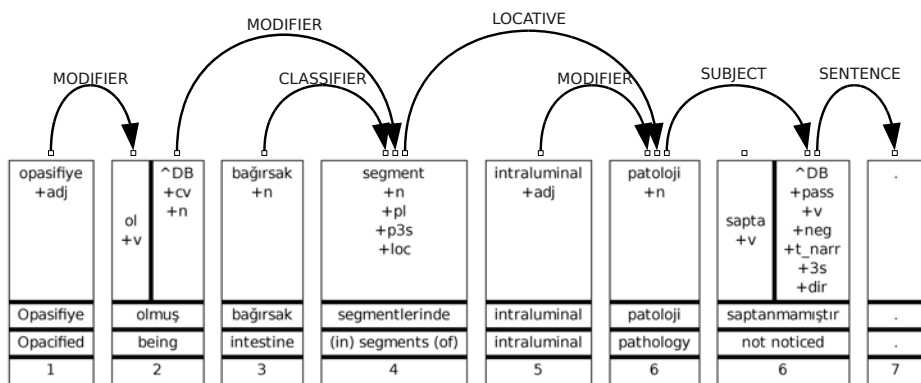 LOCATIVE
MODIFIER
MODIFIER CLASSIFIER MODIFIER SUBJECT SENTENCE
opasifiye ^DB bağırsak segment intraluminal patoloji ^DB .
+adj +cv +n +n +adj +n +pass
ol +n +pl sapta +v
+v +p3s +v +neg
+loc +t_narr
+3s
+dir
Opasifiye olmuş bağırsak segmentlerinde intraluminal patoloji saptanmamıştır .
Opacified being intestine (in) segments (of) intraluminal pathology not noticed .
1 2 3 4 5 6 6 7